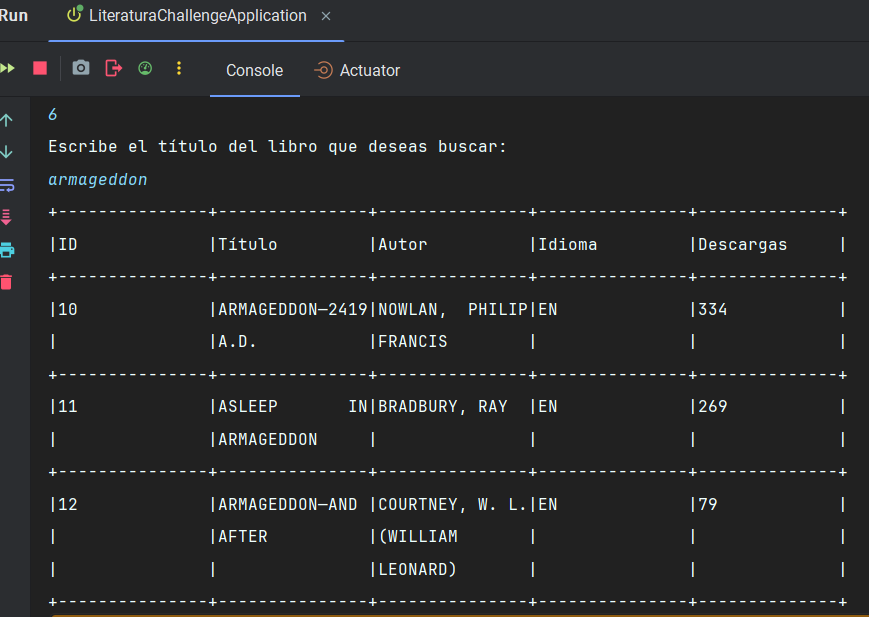 Run LiteraturaChallengeApplication ×
Console Actuator
6
Escribe el título del libro que deseas buscar:
armageddon
+---------------+---------------+---------------+---------------+--------------+
|ID |Título |Autor |Idioma |Descargas |
+---------------+---------------+---------------+---------------+--------------+
|10 |ARMAGEDDON—2419|NOWLAN, PHILIP|EN |334 |
| |A.D. |FRANCIS | | |
+---------------+---------------+---------------+---------------+--------------+
|11 |ASLEEP IN|BRADBURY, RAY |EN |269 |
| |ARMAGEDDON | | | |
+---------------+---------------+---------------+---------------+--------------+
|12 |ARMAGEDDON—AND |COURTNEY, W. L.|EN |79 |
| |AFTER |(WILLIAM | | |
| | |LEONARD) | | |
+---------------+---------------+---------------+---------------+--------------+